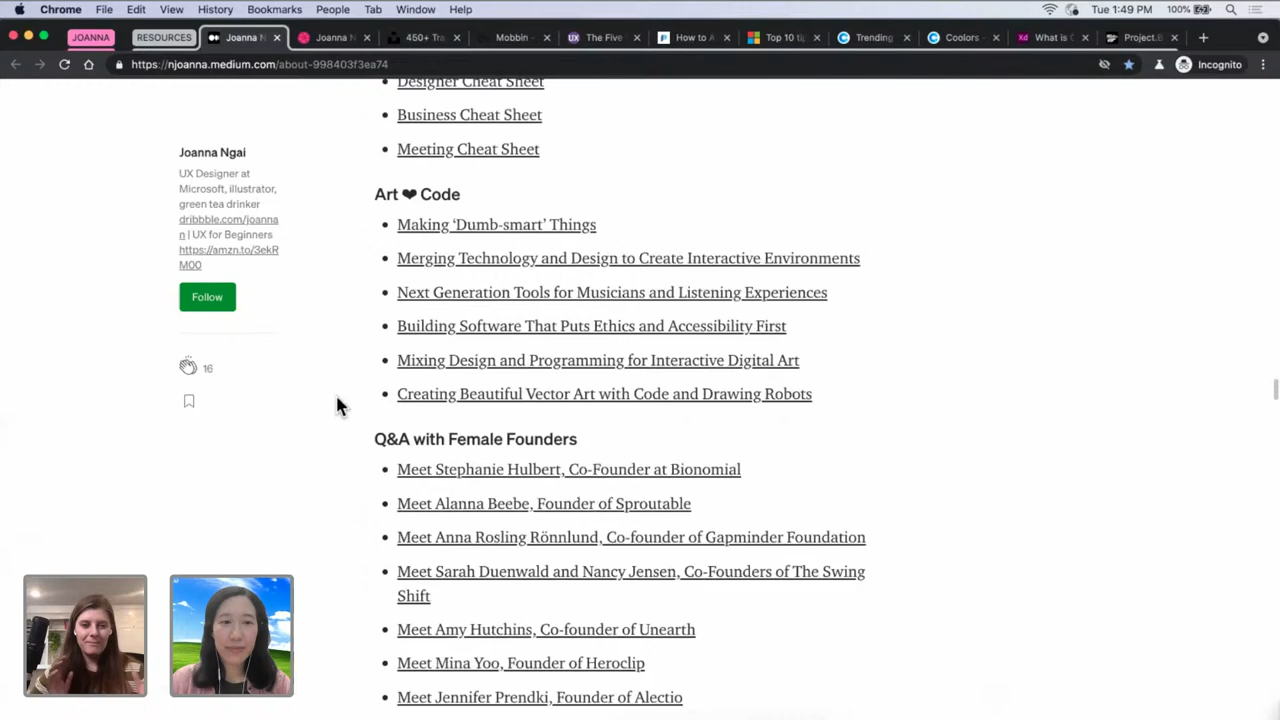 Chrome File Edit View History Bookmarks People Tab Window Help Tue 1:49 PM 100%
JOANNA RESOURCES Joanna N Joanna N 450+ Tra Mobbin - UX The Five How to A Top 10 tip Trending Coolors - Xd What is Project.B
https://njoanna.medium.com/about-998403f3ea74 Incognito
Designer Cheat Sheet
Business Cheat Sheet
Meeting Cheat Sheet
Joanna Ngai
UX Designer at
Microsoft, illustrator,
green tea drinker
dribbble.com/joanna
n | UX for Beginners
https://amzn.to/3ekR
M00
Follow
16
Art ❤ Code
Making ‘Dumb-smart’ Things
Merging Technology and Design to Create Interactive Environments
Next Generation Tools for Musicians and Listening Experiences
Building Software That Puts Ethics and Accessibility First
Mixing Design and Programming for Interactive Digital Art
Creating Beautiful Vector Art with Code and Drawing Robots
Q&A with Female Founders
Meet Stephanie Hulbert, Co-Founder at Bionomial
Meet Alanna Beebe, Founder of Sproutable
Meet Anna Rosling Rönnlund, Co-founder of Gapminder Foundation
Meet Sarah Duenwald and Nancy Jensen, Co-Founders of The Swing
Shift
Meet Amy Hutchins, Co-founder of Unearth
Meet Mina Yoo, Founder of Heroclip
Meet Jennifer Prendki, Founder of Alectio